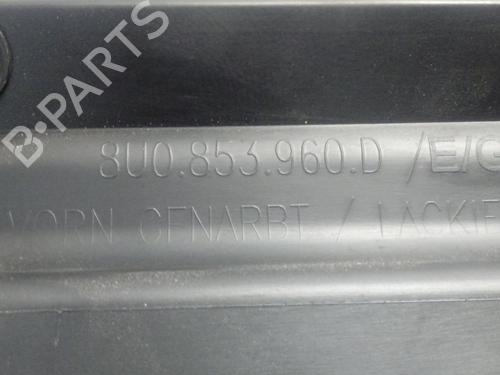 B-PARTS
8U0.853.960.D /E/G
VORN GENARBT / LACKIE